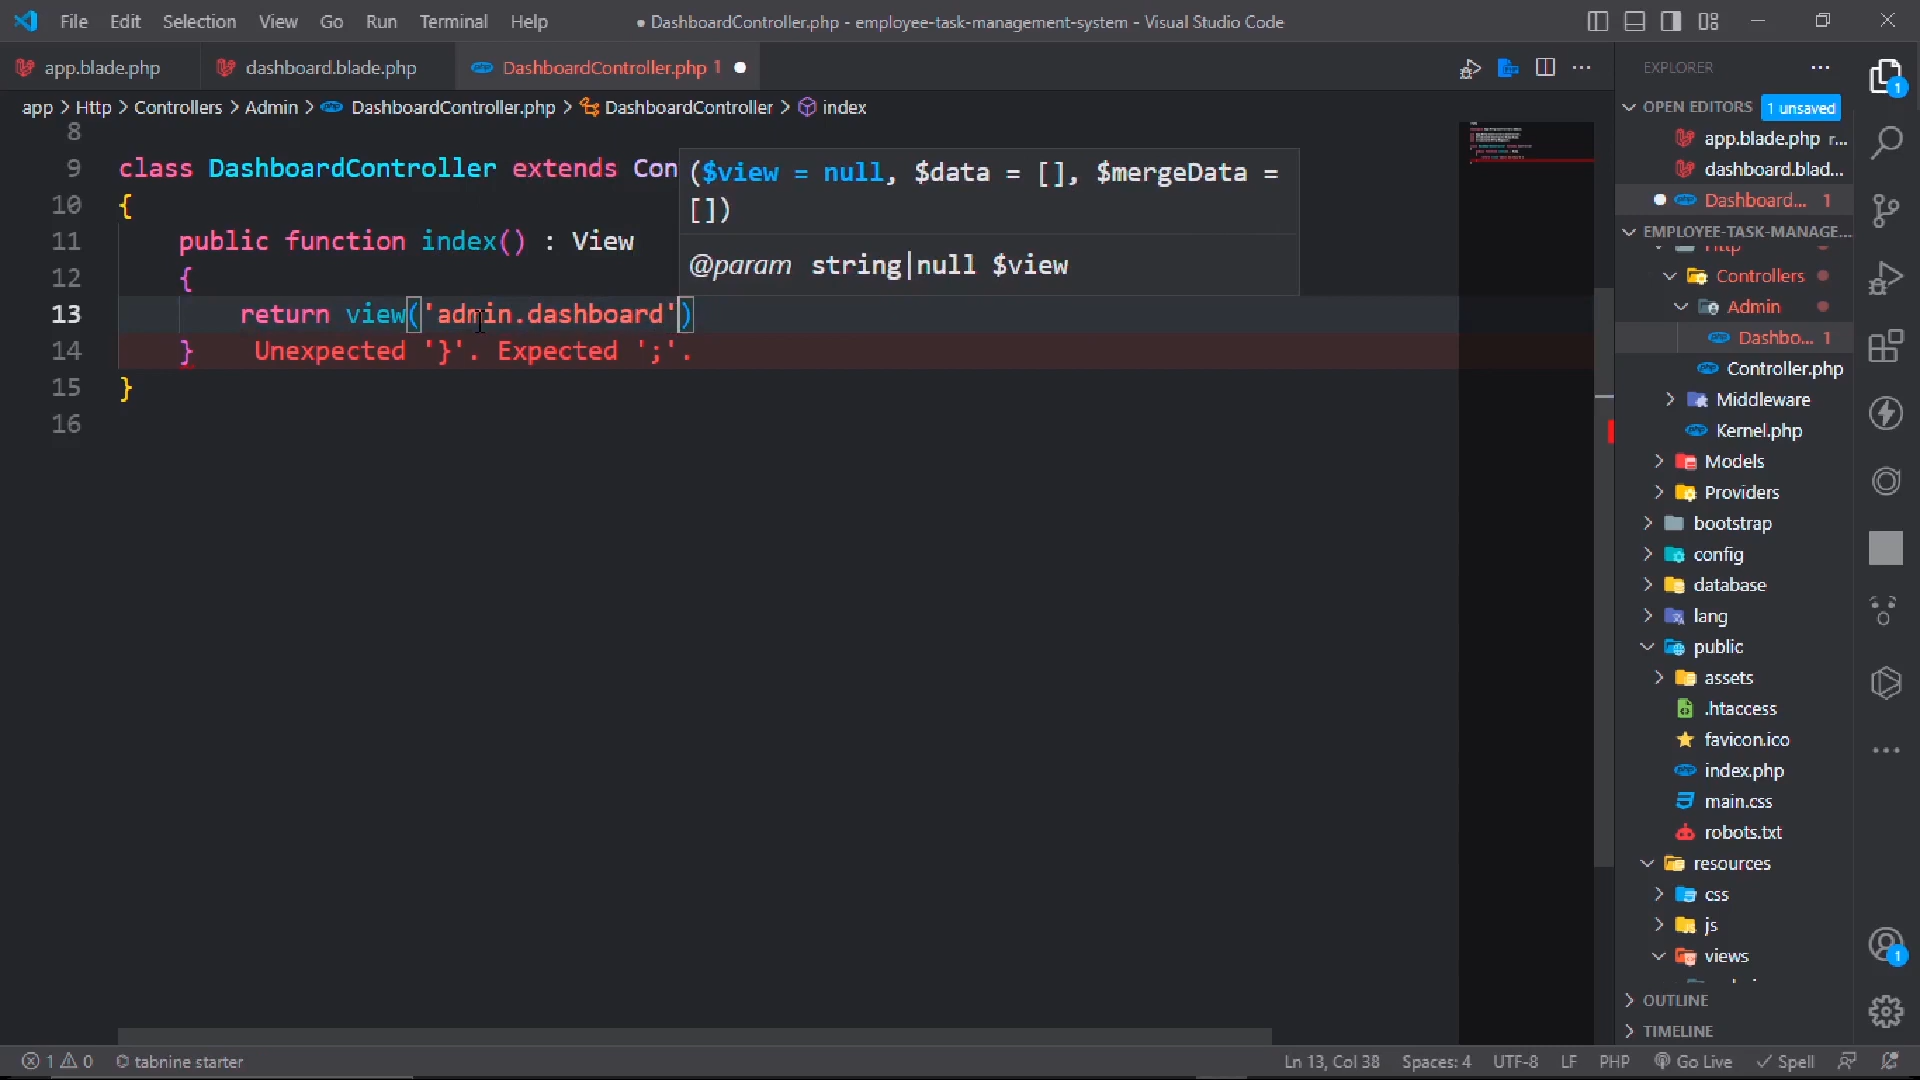 File Edit Selection View Go Run Terminal Help
● DashboardController.php - employee-task-management-system - Visual Studio Code
app.blade.php
dashboard.blade.php
DashboardController.php 1
app > Http > Controllers > Admin > DashboardController.php > DashboardController > index
8
9 class DashboardController extends Con
10 {
11 public function index() : View
12 {
13 return view('admin.dashboard')
14 } Unexpected '}'. Expected ';'.
15 }
16
($view = null, $data = [], $mergeData =
[])
@param string|null $view
EXPLORER
OPEN EDITORS 1 unsaved
app.blade.php r...
dashboard.blad...
Dashboard... 1
EMPLOYEE-TASK-MANAGE...
Http
Controllers
Admin
Dashbo... 1
Controller.php
Middleware
Kernel.php
Models
Providers
bootstrap
config
database
lang
public
assets
.htaccess
favicon.ico
index.php
main.css
robots.txt
resources
css
js
views
OUTLINE
TIMELINE
1
1
1 0 tabnine starter
Ln 13, Col 38 Spaces: 4 UTF-8 LF PHP Go Live Spell